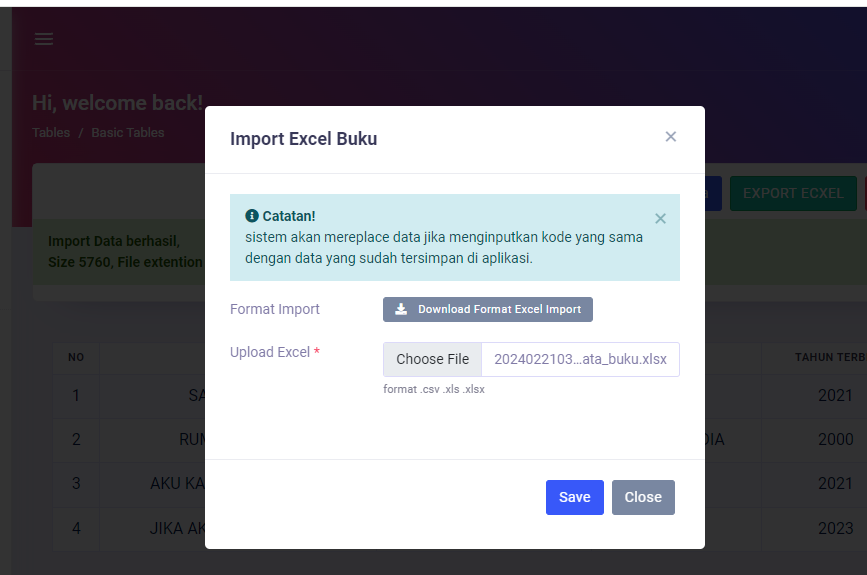 Hi, welcome back!
Tables / Basic Tables
Import Excel Buku
×
EXPORT ECXEL
Import Data berhasil,
Size 5760, File extention
Catatan!
×
sistem akan mereplace data jika menginputkan kode yang sama
dengan data yang sudah tersimpan di aplikasi.
Format Import
Download Format Excel Import
Upload Excel *
Choose File
2024022103...ata_buku.xlsx
format .csv .xls .xlsx
NO
TAHUN TERB
1
SA
2021
2
RUM
DIA
2000
3
AKU KA
2021
4
JIKA AK
2023
Save
Close